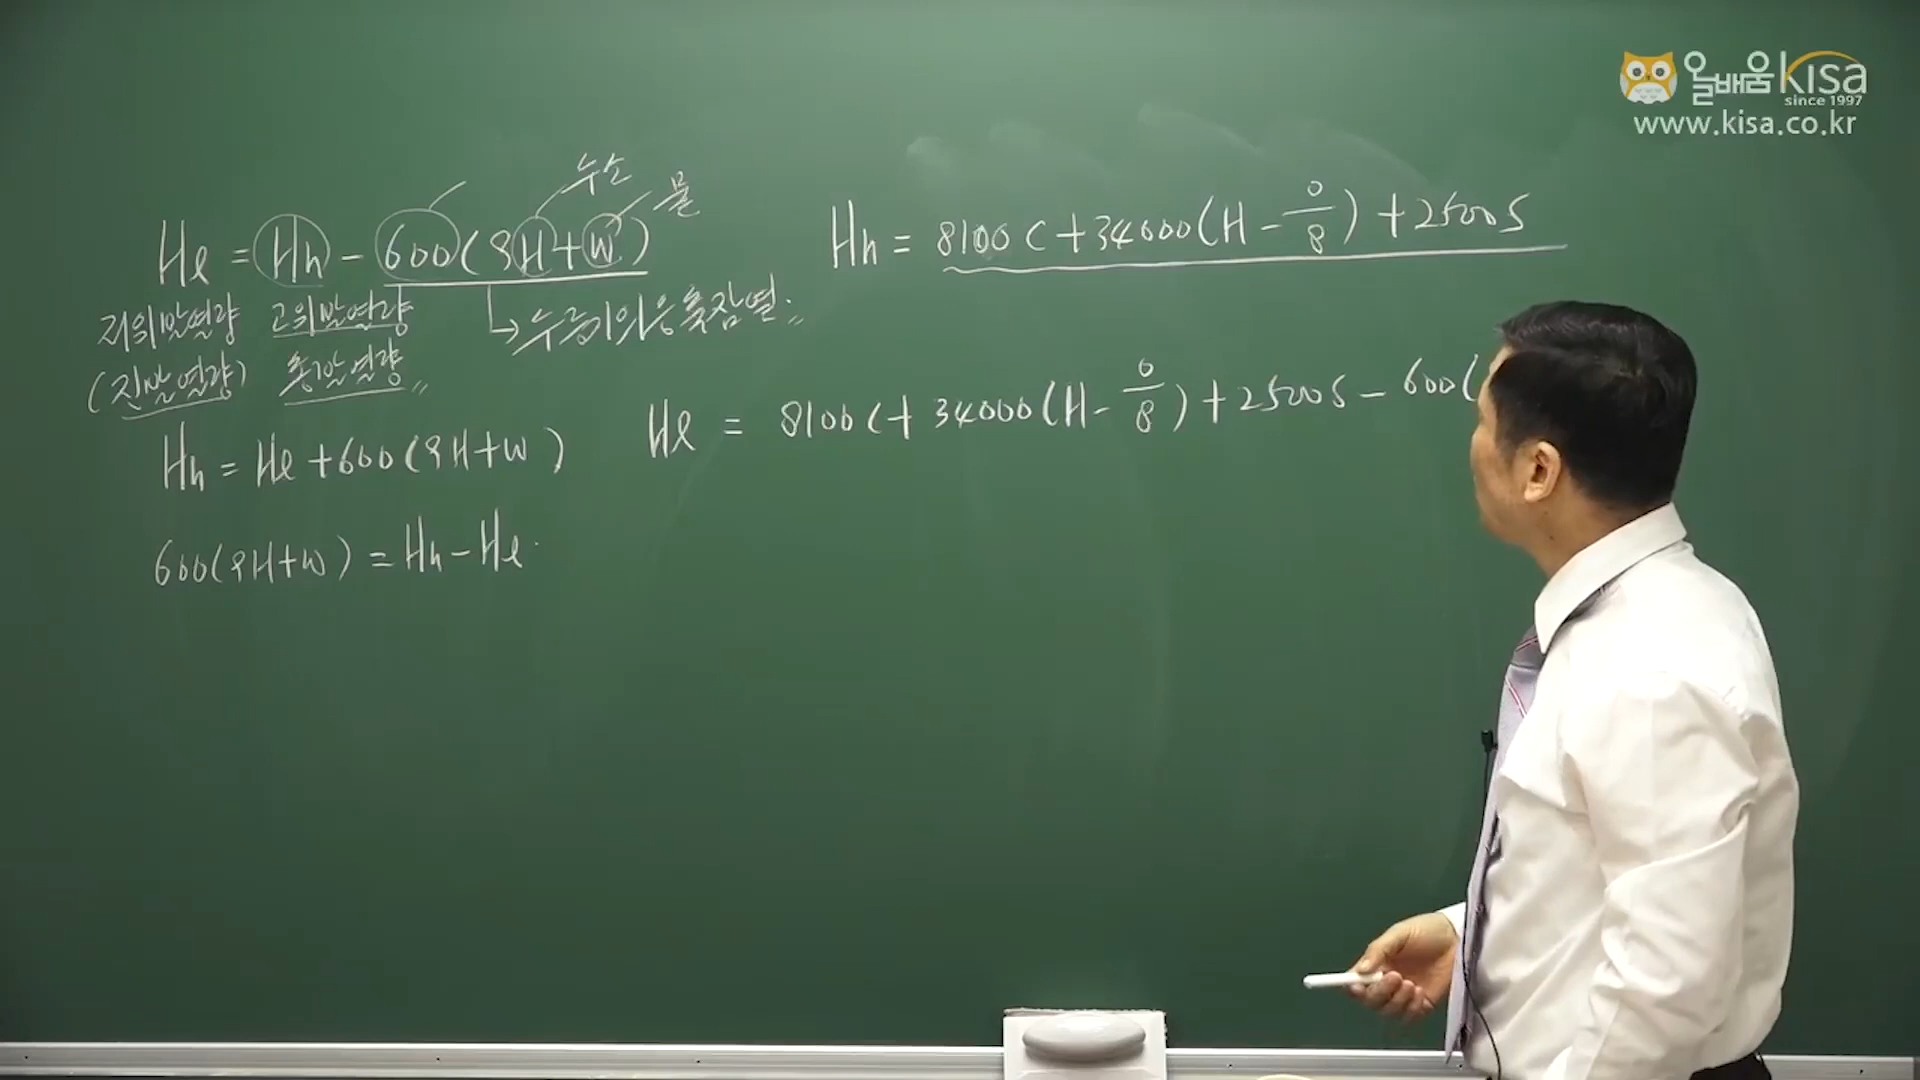 올배움 kisa
since 1997
www.kisa.co.kr
수소
물
Hl = Hh - 600(9H+W)
저위발열량 고위발열량
(진발열량) 총발열량〃
↳ 수증기의 응축잠열〃
Hh = Hl + 600(9H+W)
600(9H+W) = Hh - Hl
Hh = 8100C + 34000(H - O/8) + 2500S
Hl = 8100C + 34000(H - O/8) + 2500S - 600(